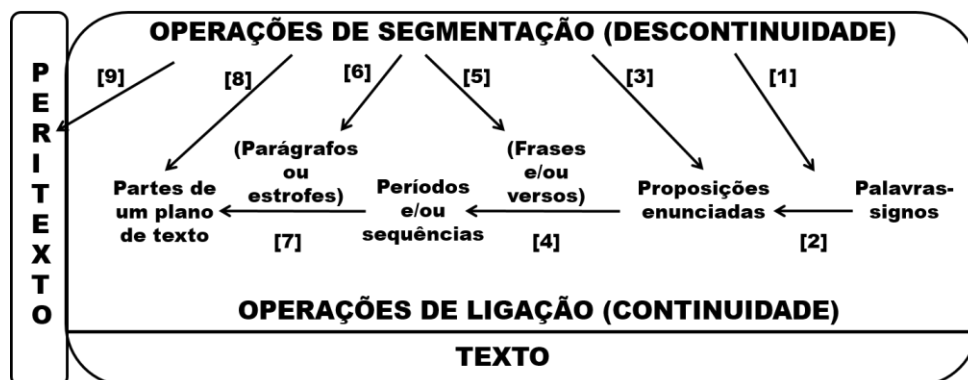 OPERAÇÕES DE SEGMENTAÇÃO (DESCONTINUIDADE)
PERITEXTO
[9]
[8]
[6]
[5]
[3]
[1]
(Parágrafos
ou
estrofes)
(Frases
e/ou
versos)
Partes de
um plano
de texto
Períodos
e/ou
sequências
Proposições
enunciadas
Palavras-
signos
[7]
[4]
[2]
OPERAÇÕES DE LIGAÇÃO (CONTINUIDADE)
TEXTO